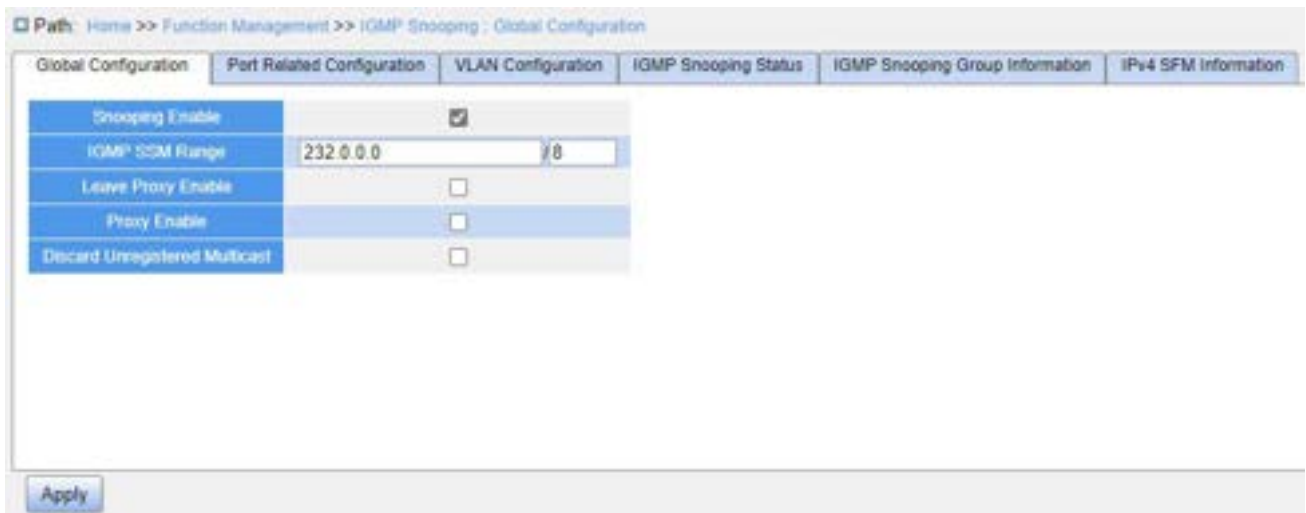 Path: Home >> Function Management >> IGMP Snooping : Global Configuration
Global Configuration Port Related Configuration VLAN Configuration IGMP Snooping Status IGMP Snooping Group Information IPv4 SFM Information
Snooping Enable
IGMP SSM Range 232.0.0.0 / 8
Leave Proxy Enable
Proxy Enable
Discard Unregistered Multicast
Apply